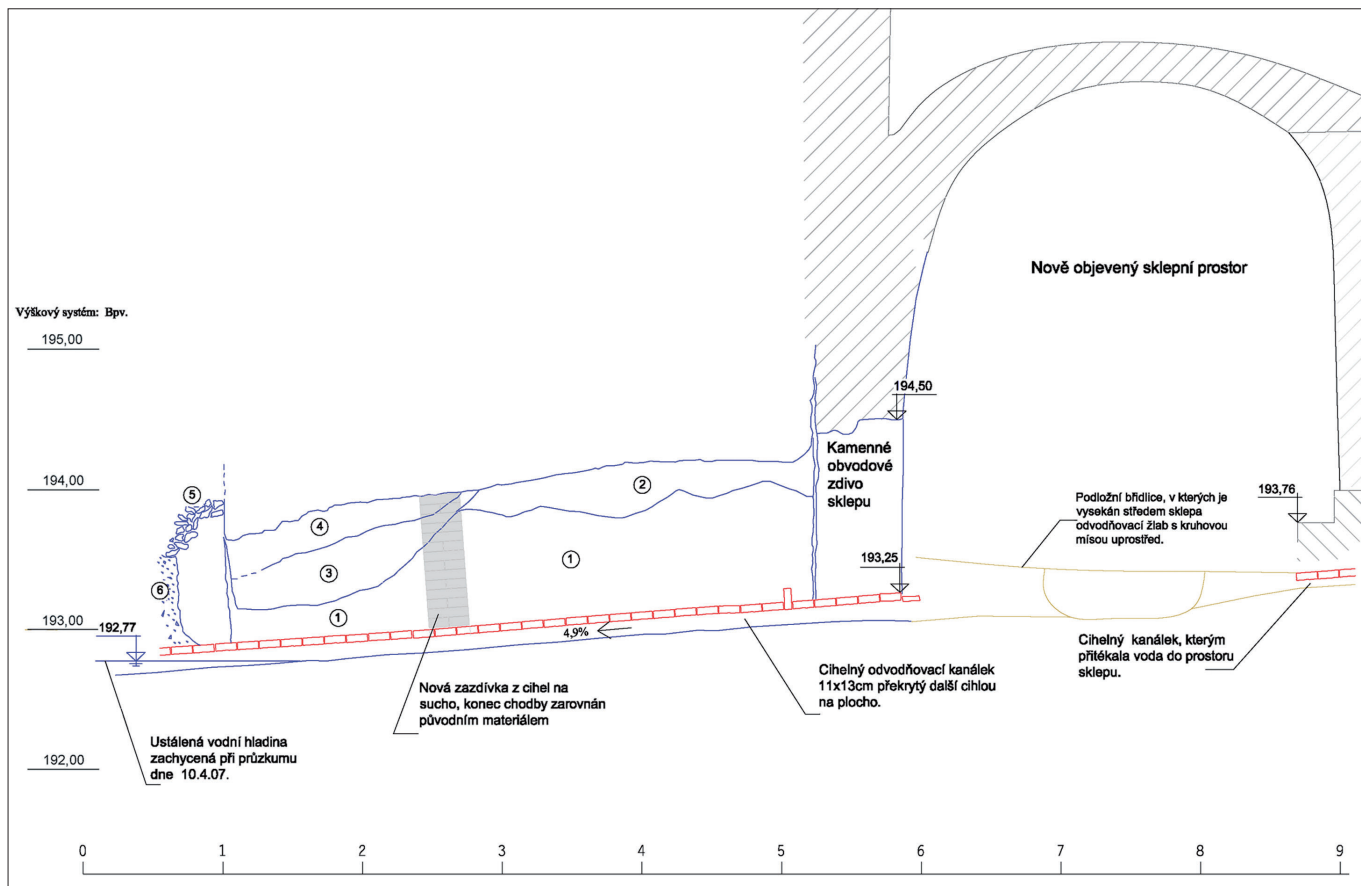 Nově objevený sklepní prostor
Výškový systém: Bpv.
195,00
194,50
Kamenné
obvodové
zdivo
sklepu
194,00
193,76
Podložní břidlice, v kterých je
vysekán středem sklepa
odvodňovací žlab s kruhovou
mísou uprostřed.
193,25
5
4
2
3
1
6
1
193,00
192,77
4,9%
Cihelný kanálek, kterým
přitékala voda do prostoru
sklepu.
Cihelný odvodňovací kanálek
11x13cm překrytý další cihlou
na plocho.
Nová zazdívka z cihel na
sucho, konec chodby zarovnán
původním materiálem
Ustálená vodní hladina
zachycená při průzkumu
dne 10.4.07.
192,00
0 1 2 3 4 5 6 7 8 9